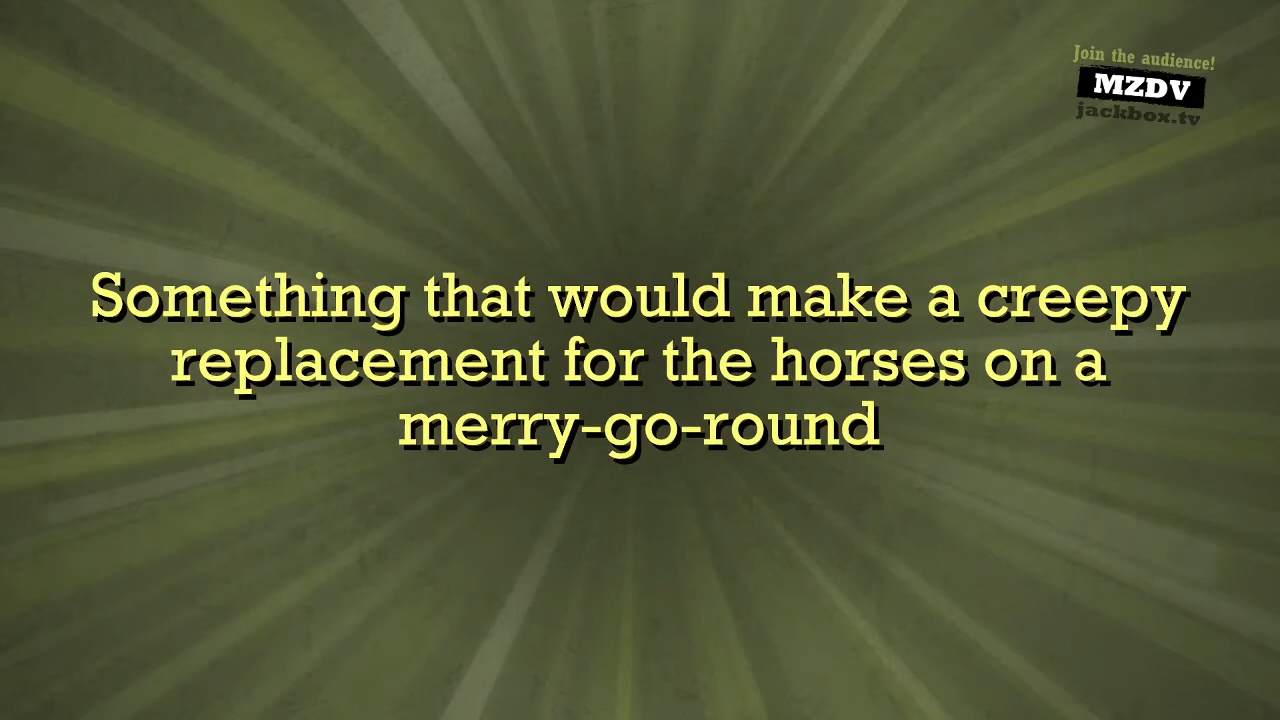 Join the audience!
MZDV
jackbox.tv
Something that would make a creepy
replacement for the horses on a
merry-go-round